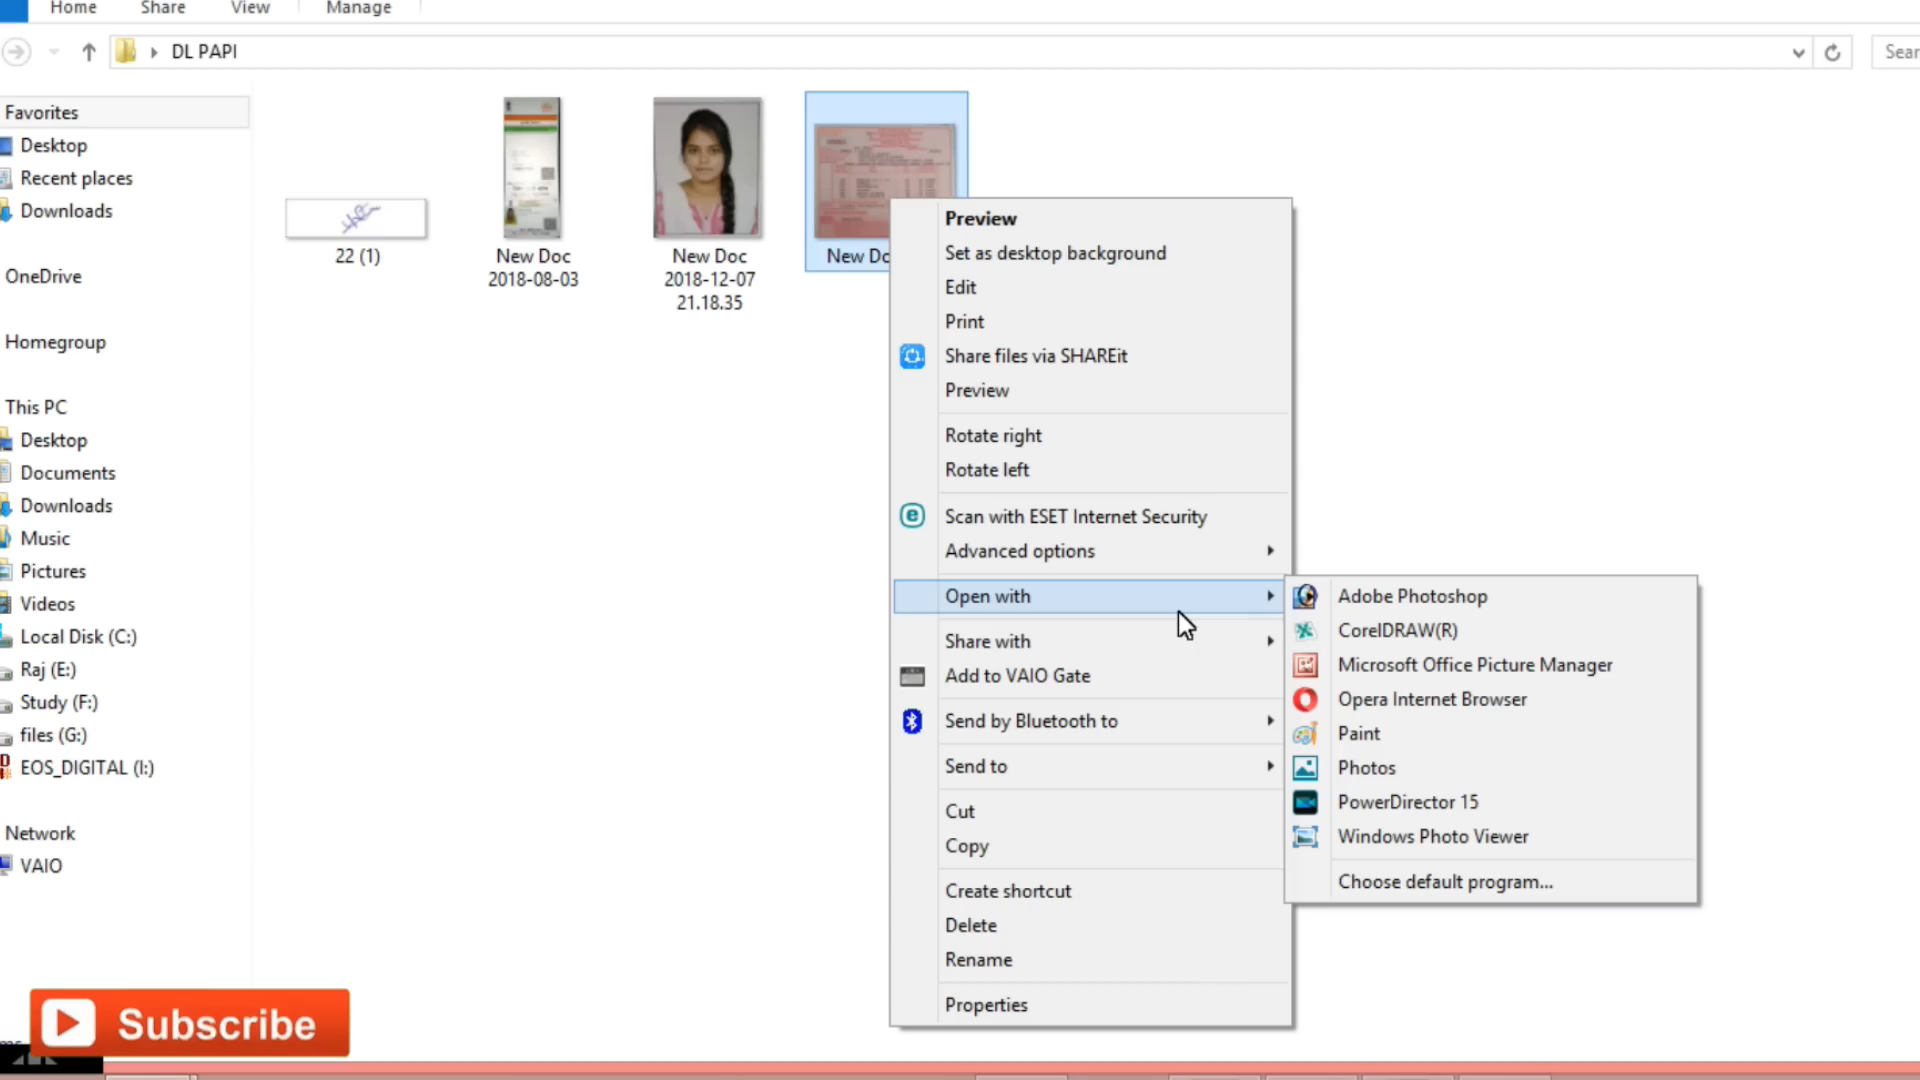 Home Share View Manage
DL PAPI
Sear
Favorites
Desktop
Recent places
Downloads
OneDrive
Homegroup
This PC
Desktop
Documents
Downloads
Music
Pictures
Videos
Local Disk (C:)
Raj (E:)
Study (F:)
files (G:)
EOS_DIGITAL (I:)
Network
VAIO
22 (1)
New Doc
2018-08-03
New Doc
2018-12-07
21.18.35
New Do
Preview
Set as desktop background
Edit
Print
Share files via SHAREit
Preview
Rotate right
Rotate left
Scan with ESET Internet Security
Advanced options
Open with
Share with
Add to VAIO Gate
Send by Bluetooth to
Send to
Cut
Copy
Create shortcut
Delete
Rename
Properties
Adobe Photoshop
CorelDRAW(R)
Microsoft Office Picture Manager
Opera Internet Browser
Paint
Photos
PowerDirector 15
Windows Photo Viewer
Choose default program...
Subscribe